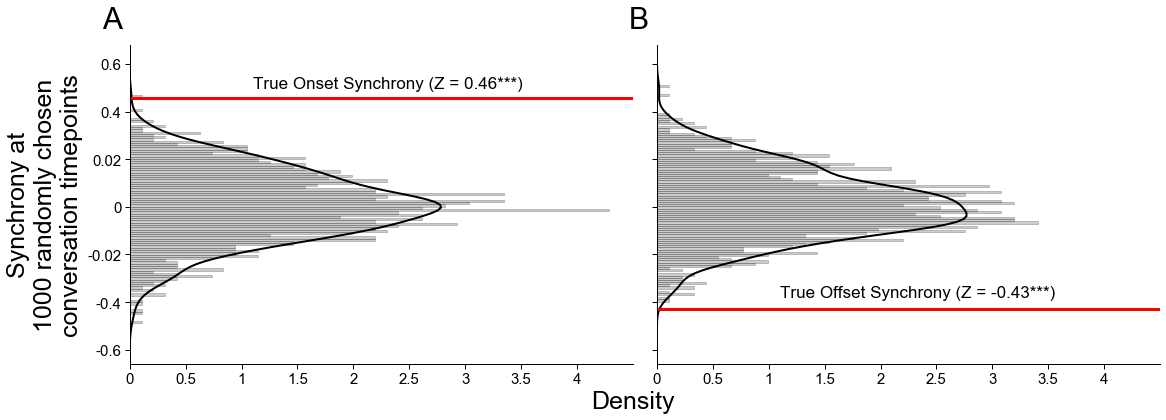 A
B
Synchrony at
1000 randomly chosen
conversation timepoints
0.6
0.4
0.02
0
-0.02
-0.4
-0.6
True Onset Synchrony (Z = 0.46***)
0 0.5 1 1.5 2 2.5 3 3.5 4
True Offset Synchrony (Z = -0.43***)
0 0.5 1 1.5 2 2.5 3 3.5 4
Density